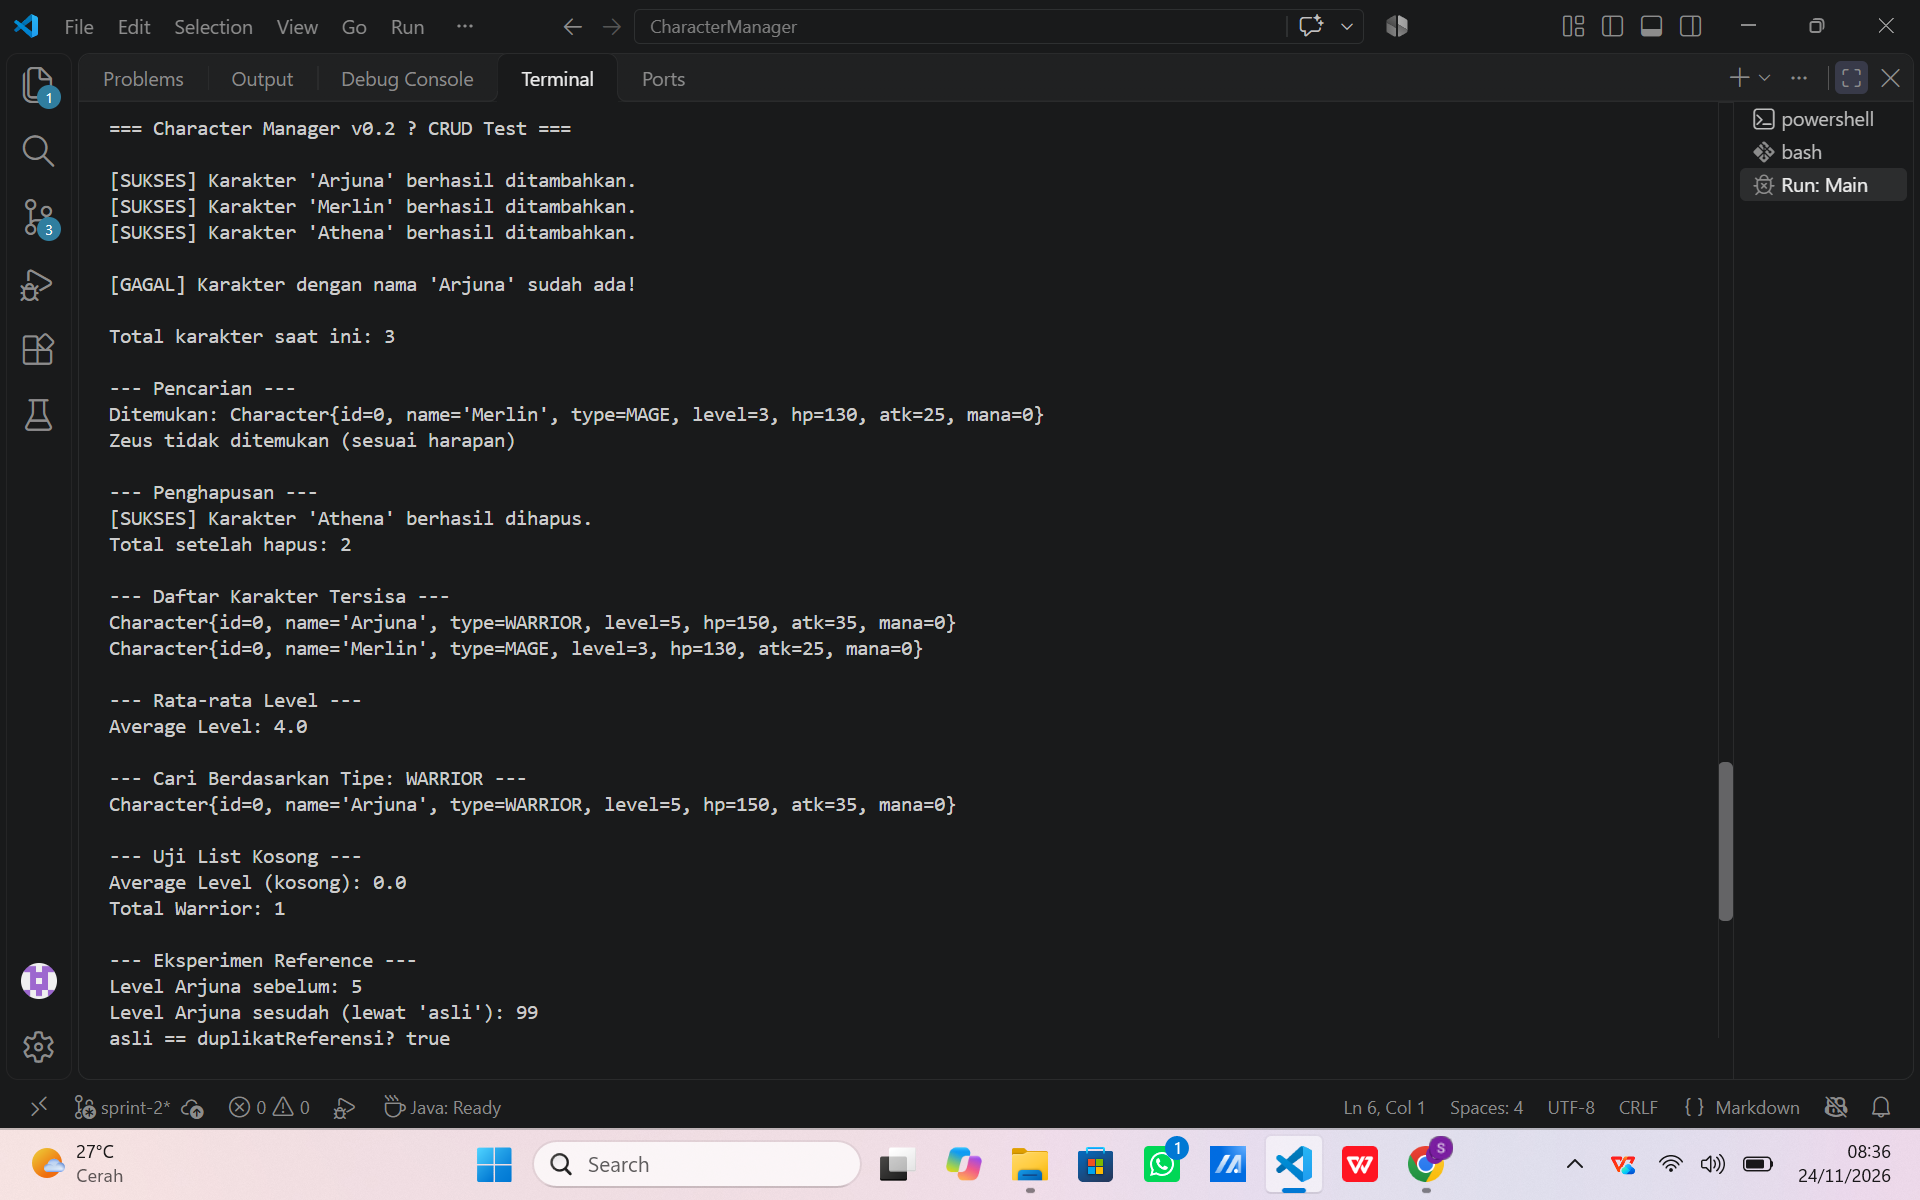 File Edit Selection View Go Run ...
CharacterManager
Problems Output Debug Console Terminal Ports
=== Character Manager v0.2 ? CRUD Test ===
[SUKSES] Karakter 'Arjuna' berhasil ditambahkan.
[SUKSES] Karakter 'Merlin' berhasil ditambahkan.
[SUKSES] Karakter 'Athena' berhasil ditambahkan.
[GAGAL] Karakter dengan nama 'Arjuna' sudah ada!
Total karakter saat ini: 3
--- Pencarian ---
Ditemukan: Character{id=0, name='Merlin', type=MAGE, level=3, hp=130, atk=25, mana=0}
Zeus tidak ditemukan (sesuai harapan)
--- Penghapusan ---
[SUKSES] Karakter 'Athena' berhasil dihapus.
Total setelah hapus: 2
--- Daftar Karakter Tersisa ---
Character{id=0, name='Arjuna', type=WARRIOR, level=5, hp=150, atk=35, mana=0}
Character{id=0, name='Merlin', type=MAGE, level=3, hp=130, atk=25, mana=0}
--- Rata-rata Level ---
Average Level: 4.0
--- Cari Berdasarkan Tipe: WARRIOR ---
Character{id=0, name='Arjuna', type=WARRIOR, level=5, hp=150, atk=35, mana=0}
--- Uji List Kosong ---
Average Level (kosong): 0.0
Total Warrior: 1
--- Eksperimen Reference ---
Level Arjuna sebelum: 5
Level Arjuna sesudah (lewat 'asli'): 99
asli == duplikatReferensi? true
powershell
bash
Run: Main
1
3
sprint-2* 0 0 Java: Ready
Ln 6, Col 1 Spaces: 4 UTF-8 CRLF { } Markdown
27°C
Cerah
Search
1
S
08:36
24/11/2026